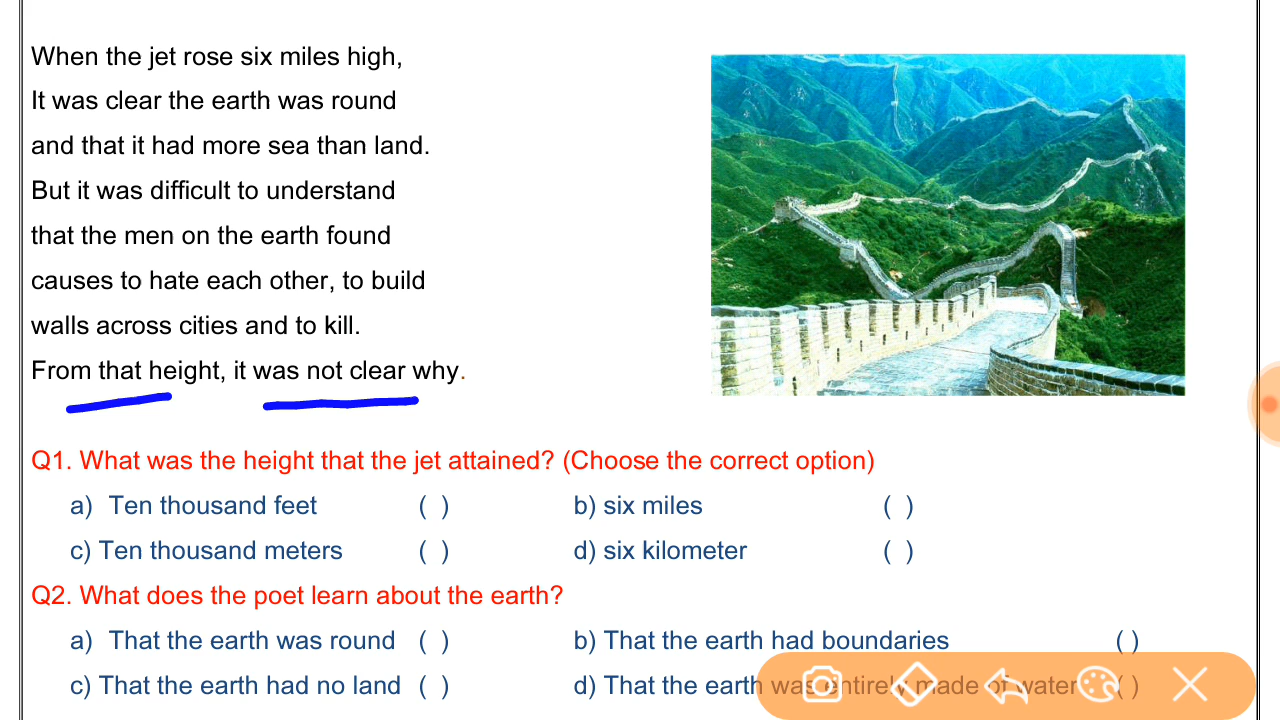 When the jet rose six miles high,
It was clear the earth was round
and that it had more sea than land.
But it was difficult to understand
that the men on the earth found
causes to hate each other, to build
walls across cities and to kill.
From that height, it was not clear why.
Q1. What was the height that the jet attained? (Choose the correct option)
a) Ten thousand feet ( ) b) six miles ( )
c) Ten thousand meters ( ) d) six kilometer ( )
Q2. What does the poet learn about the earth?
a) That the earth was round ( ) b) That the earth had boundaries ( )
c) That the earth had no land ( ) d) That the earth was entirely made of water ( )